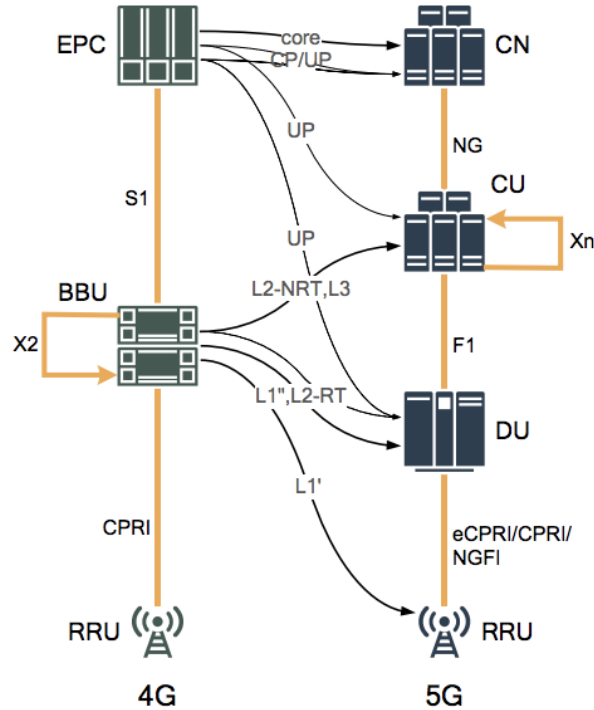 EPC
core
CP/UP
CN
UP
NG
S1
CU
UP
Xn
BBU
L2-NRT,L3
X2
F1
L1",L2-RT
DU
L1'
CPRI
eCPRI/CPRI/
NGFI
RRU
RRU
4G
5G